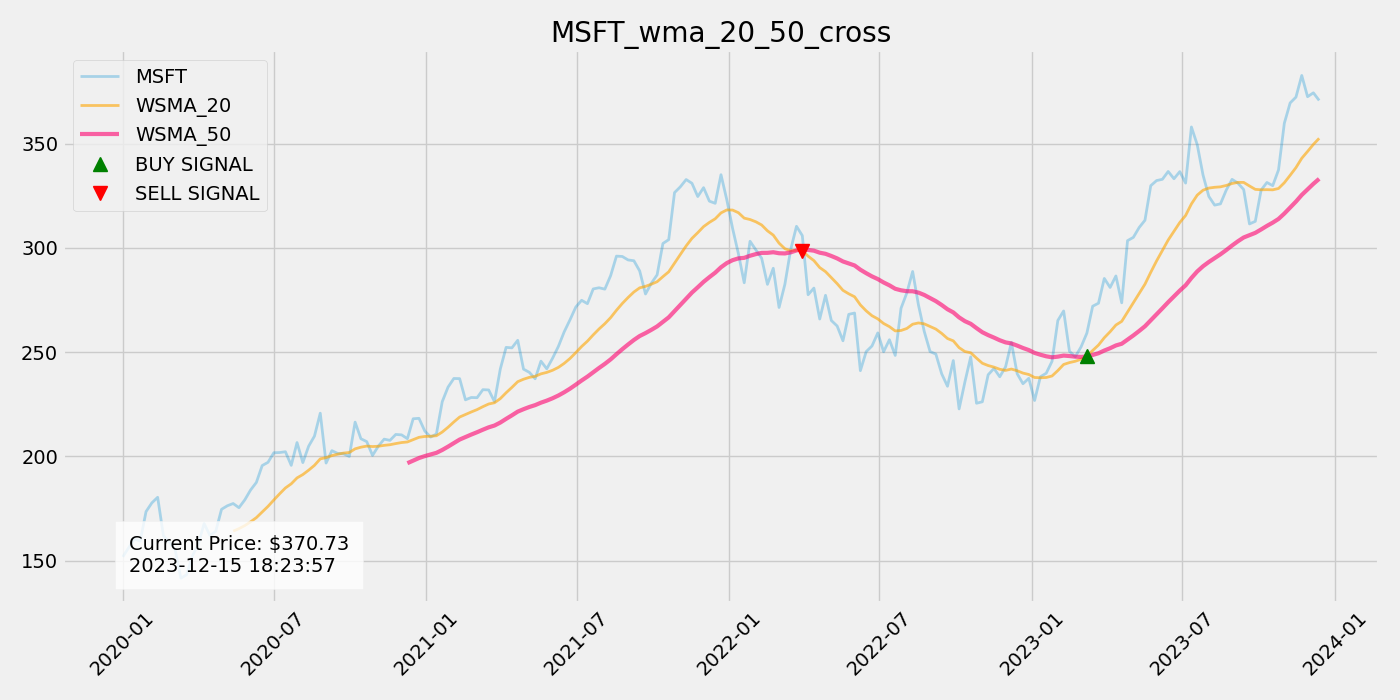 MSFT_wma_20_50_cross
MSFT
WSMA_20
WSMA_50
BUY SIGNAL
SELL SIGNAL
350
300
250
200
150
Current Price: $370.73
2023-12-15 18:23:57
2020-01
2020-07
2021-01
2021-07
2022-01
2022-07
2023-01
2023-07
2024-01